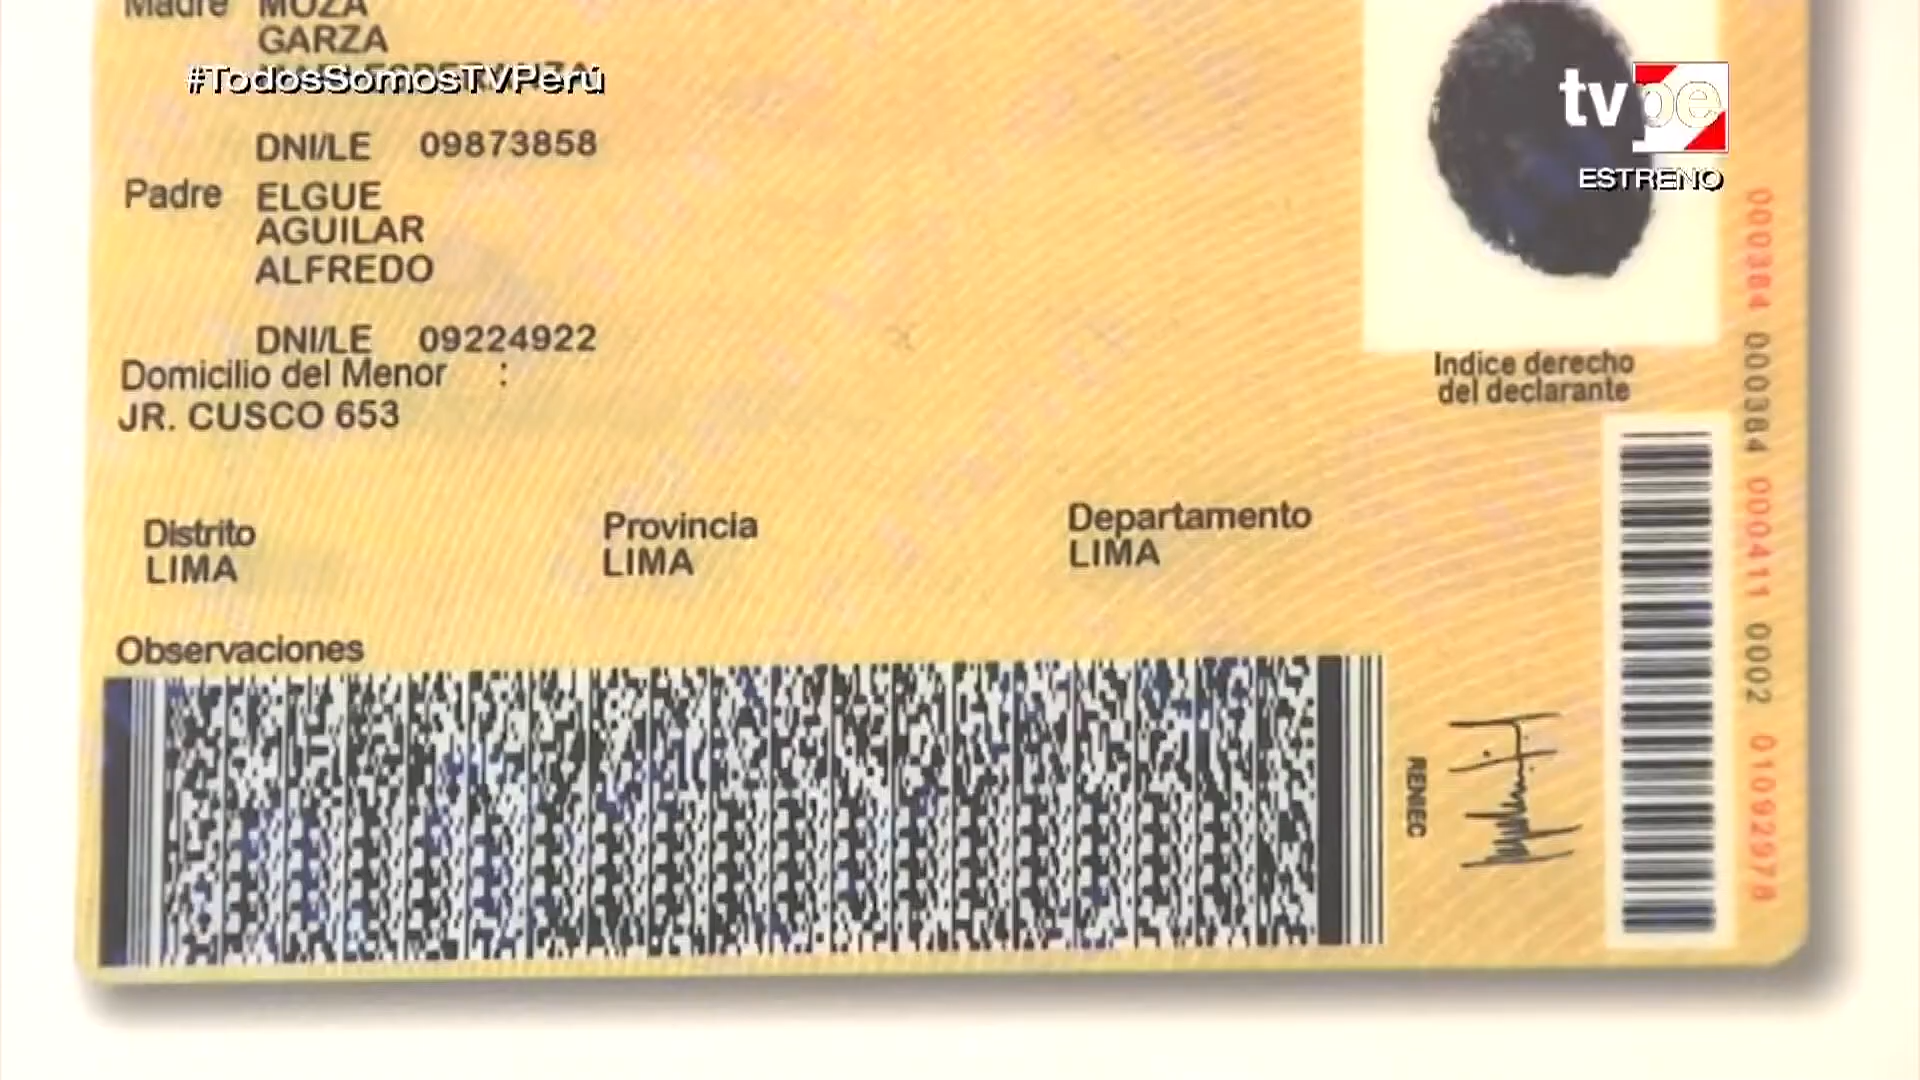 Madre MOZA
GARZA
#TodosSomosTVPerú
DNI/LE 09873858
Padre ELGUE
AGUILAR
ALFREDO
DNI/LE 09224922
Domicilio del Menor :
JR. CUSCO 653
Distrito
LIMA
Provincia
LIMA
Departamento
LIMA
Observaciones
tvpe
ESTRENO
Indice derecho
del declarante
RENIEC
000384 000384 000411 0002 01092978